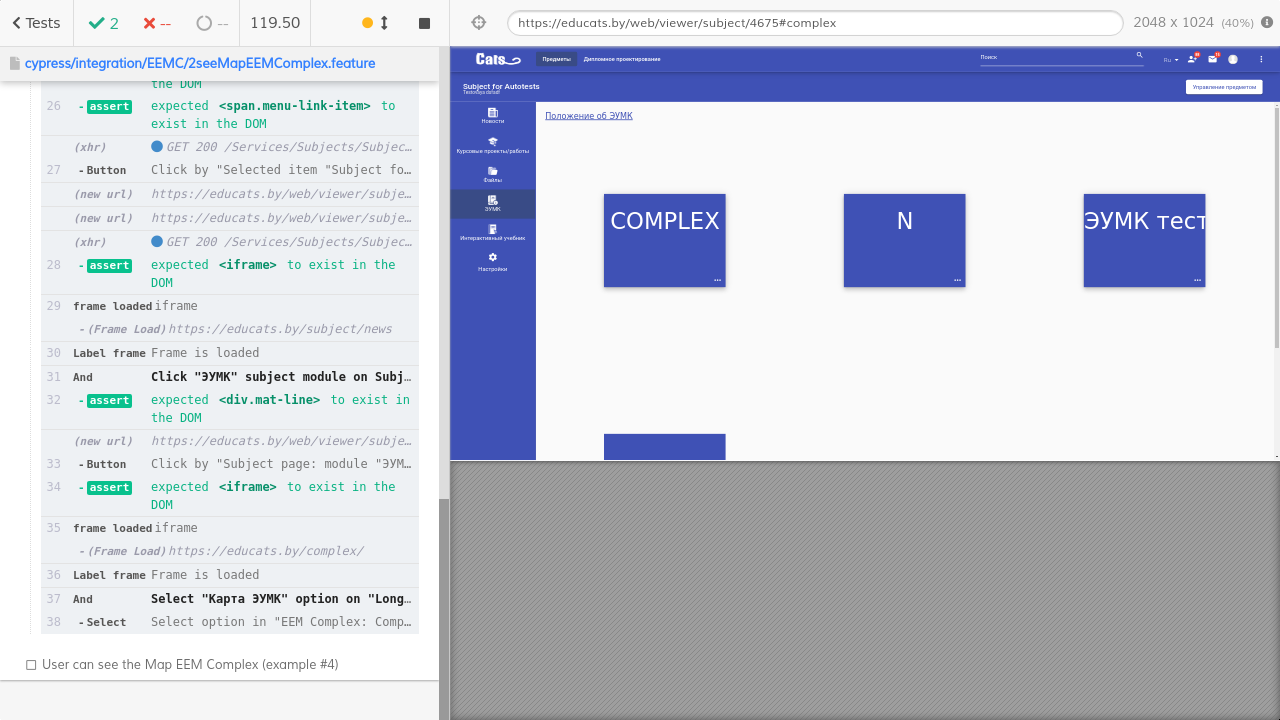 Tests
2
--
--
119.50
https://educats.by/web/viewer/subject/4675#complex
2048 x 1024 (40%)
cypress/integration/EEMC/2seeMapEEMComplex.feature
the DOM
26 - assert expected <span.menu-link-item> to
exist in the DOM
(xhr) GET 200 /Services/Subjects/Subjec…
27 - Button Click by "Selected item "Subject fo…
(new url) https://educats.by/web/viewer/subje…
(new url) https://educats.by/web/viewer/subje…
(xhr) GET 200 /Services/Subjects/Subjec…
28 - assert expected <iframe> to exist in the
DOM
29 frame loaded iframe
- (Frame Load) https://educats.by/subject/news
30 Label frame Frame is loaded
31 And Click "ЭУМК" subject module on Subj…
32 - assert expected <div.mat-line> to exist in
the DOM
(new url) https://educats.by/web/viewer/subje…
33 - Button Click by "Subject page: module "ЭУМ…
34 - assert expected <iframe> to exist in the
DOM
35 frame loaded iframe
- (Frame Load) https://educats.by/complex/
36 Label frame Frame is loaded
37 And Select "Карта ЭУМК" option on "Long…
38 - Select Select option in "EEM Complex: Comp…
User can see the Map EEM Complex (example #4)
Cats
Предметы
Дипломное проектирование
Поиск
Ru
Subject for Autotests
Управление предметом
Новости
Курсовые проекты/работы
Файлы
ЭУМК
Интерактивный учебник
Настройки
Положение об ЭУМК
COMPLEX
...
N
...
ЭУМК тест
...